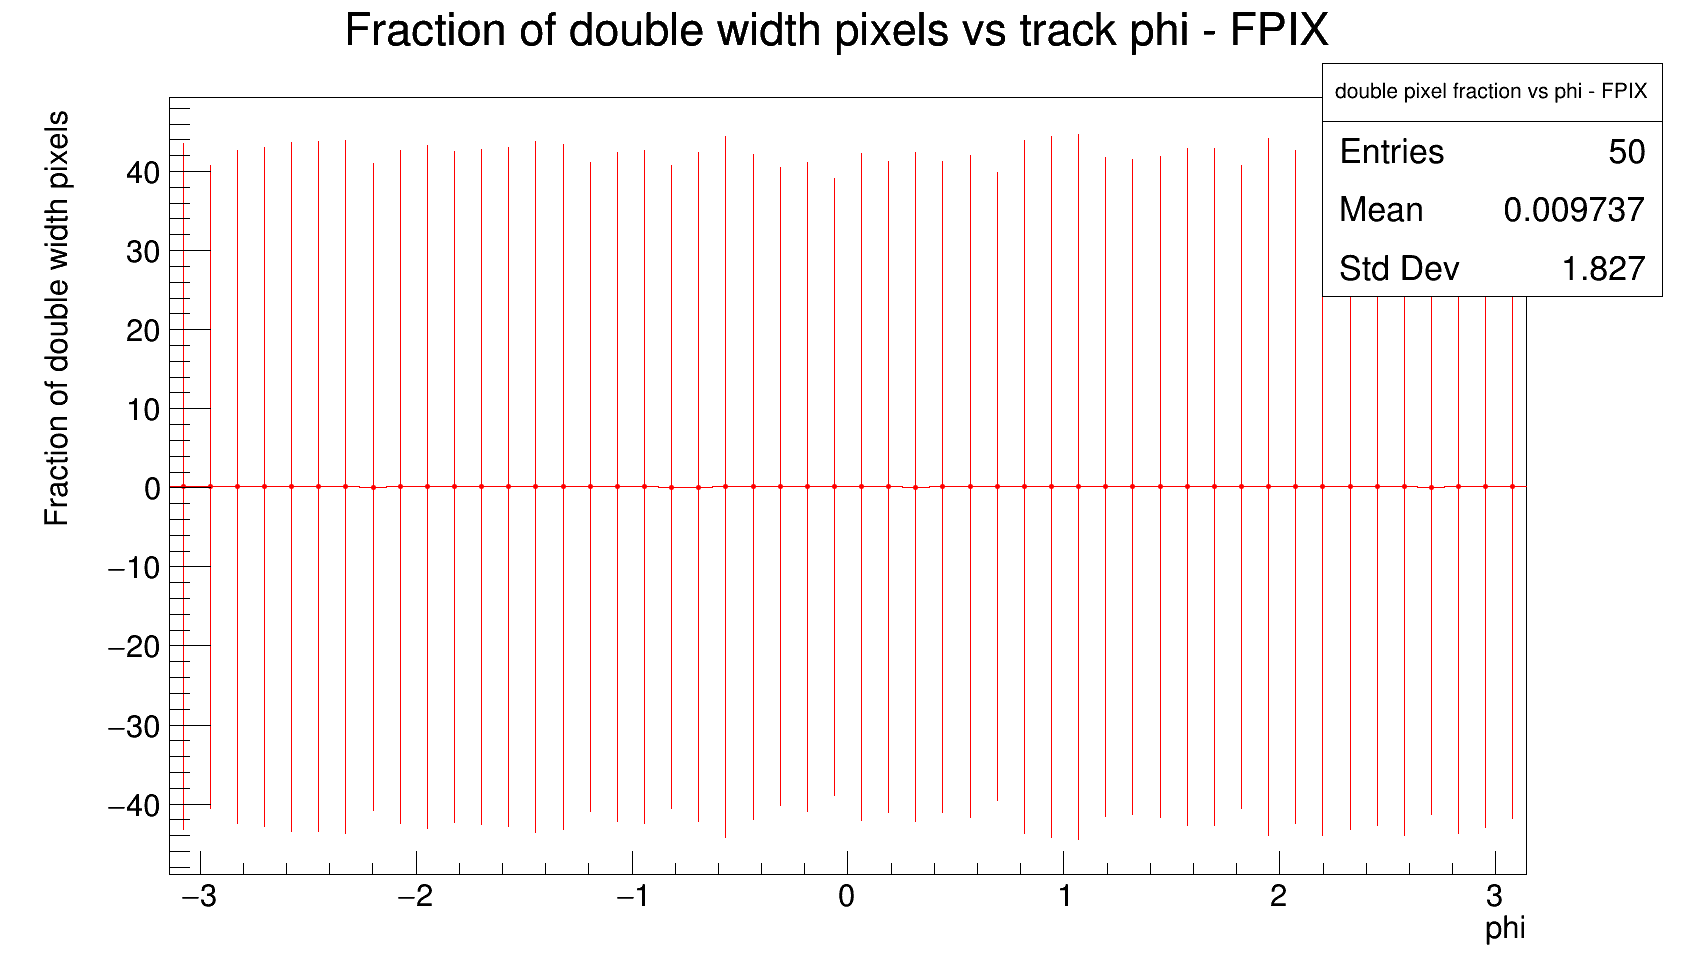 Fraction of double width pixels vs track phi - FPIX
double pixel fraction vs phi - FPIX
Entries 50
Mean 0.009737
Std Dev 1.827
Fraction of double width pixels
40
30
20
10
0
−10
−20
−30
−40
−3 −2 −1 0 1 2 3
phi